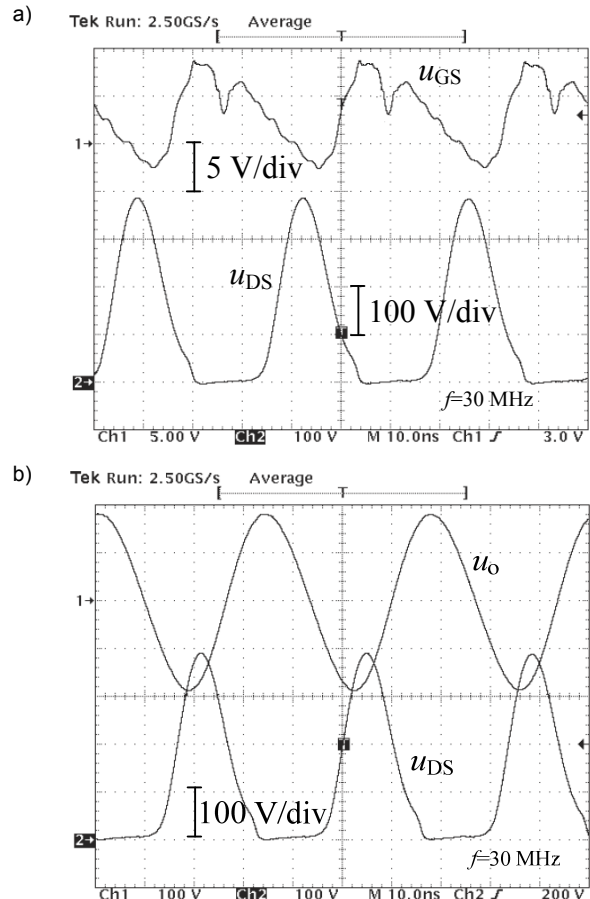 a)
Tek Run: 2.50GS/s Average
T
uGS
1→
5 V/div
uDS
100 V/div
T
2→
f=30 MHz
Ch1 5.00 V Ch2 100 V M 10.0ns Ch1 ƒ 3.0 V
b)
Tek Run: 2.50GS/s Average
T
uo
1→
T
uDS
100 V/div
2→
f=30 MHz
Ch1 100 V Ch2 100 V M 10.0ns Ch2 ƒ 200 V